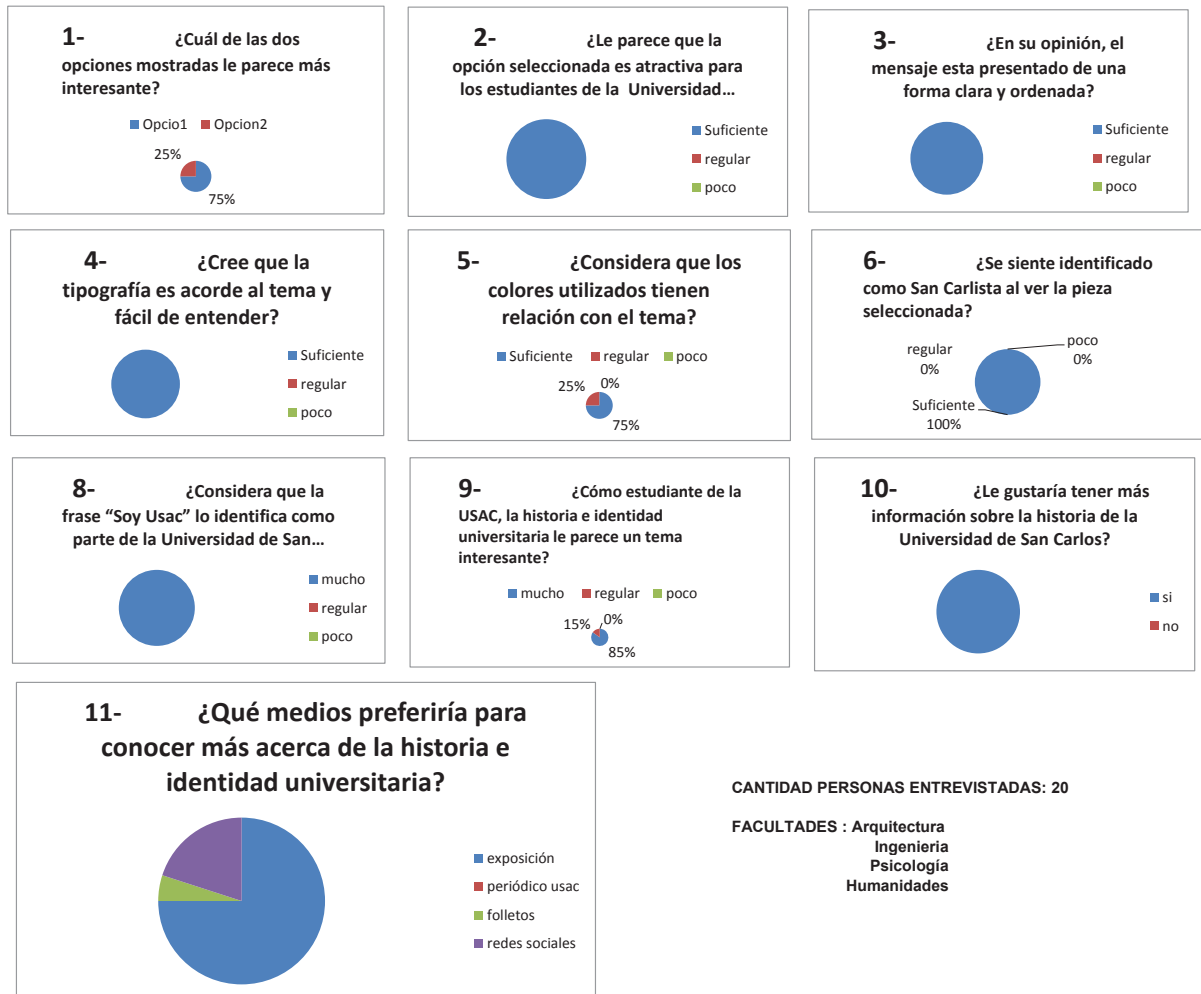 1- ¿Cuál de las dos
opciones mostradas le parece más
interesante?
Opcio1 Opcion2
25%
75%
2- ¿Le parece que la
opción seleccionada es atractiva para
los estudiantes de la Universidad...
Suficiente
regular
poco
3- ¿En su opinión, el
mensaje esta presentado de una
forma clara y ordenada?
Suficiente
regular
poco
4- ¿Cree que la
tipografía es acorde al tema y
fácil de entender?
Suficiente
regular
poco
5- ¿Considera que los
colores utilizados tienen
relación con el tema?
Suficiente regular poco
25% 0%
75%
6- ¿Se siente identificado
como San Carlista al ver la pieza
seleccionada?
regular
0%
poco
0%
Suficiente
100%
8- ¿Considera que la
frase “Soy Usac” lo identifica como
parte de la Universidad de San...
mucho
regular
poco
9- ¿Cómo estudiante de la
USAC, la historia e identidad
universitaria le parece un tema
interesante?
mucho regular poco
15% 0%
85%
10- ¿Le gustaría tener más
información sobre la historia de la
Universidad de San Carlos?
si
no
11- ¿Qué medios preferiría para
conocer más acerca de la historia e
identidad universitaria?
exposición
periódico usac
folletos
redes sociales
CANTIDAD PERSONAS ENTREVISTADAS: 20
FACULTADES : Arquitectura
Ingenieria
Psicología
Humanidades